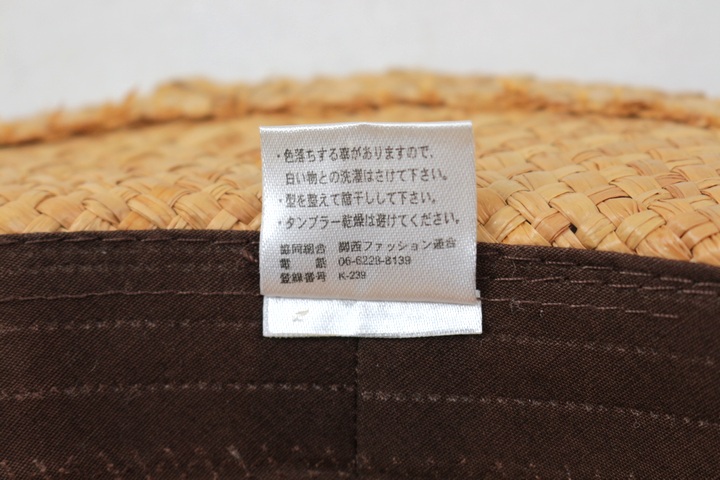 ・色落ちする事がありますので、
白い物との洗濯はさけて下さい。
・型を整えて陰干しして下さい。
・タンブラー乾燥は避けてください。
協同組合 関西ファッション連合
電 話 06-6228-8139
登録番号 K-239